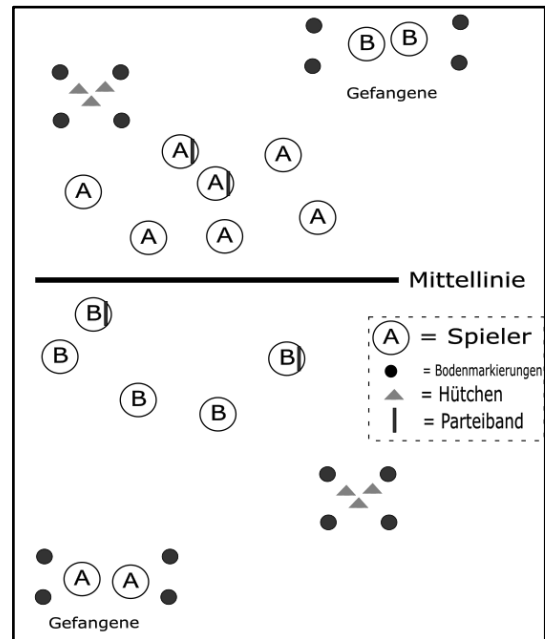 B B
Gefangene
A
A
A
A
A
A
A
Mittellinie
B
B
B
B
B
A = Spieler
= Bodenmarkierungen
= Hütchen
= Parteiband
A A
Gefangene